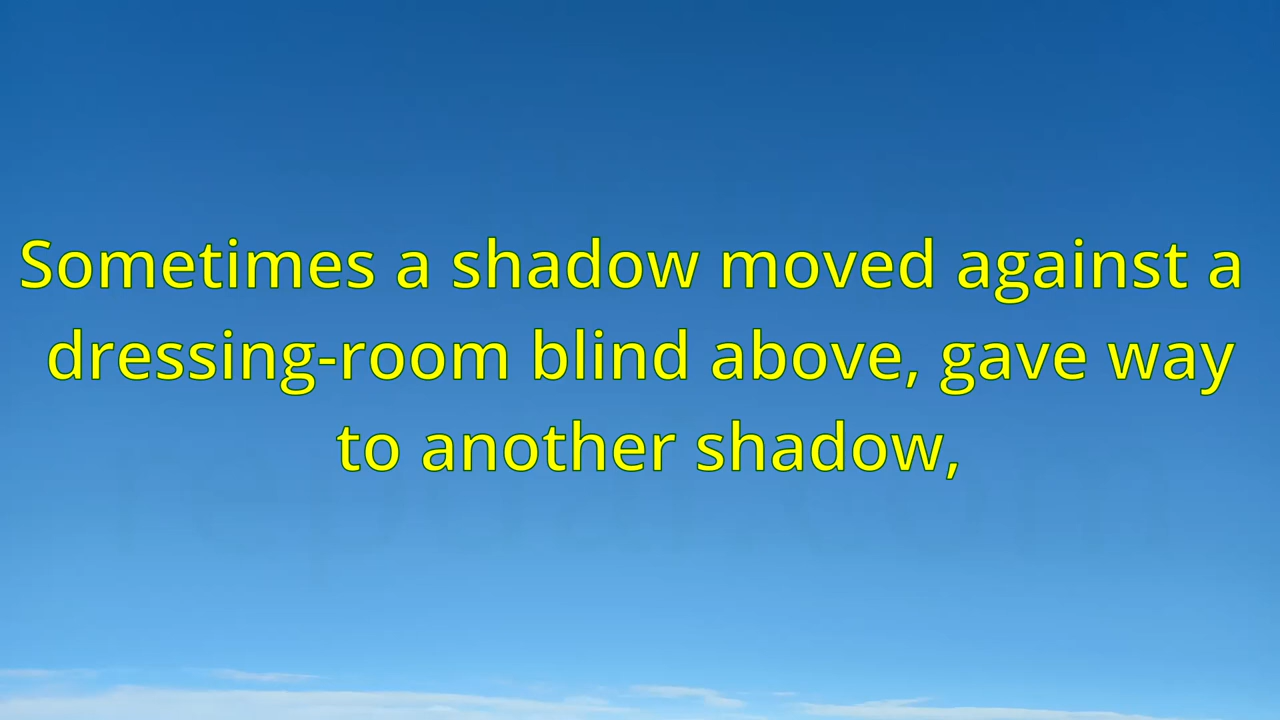 Sometimes a shadow moved against a
dressing-room blind above, gave way
to another shadow,